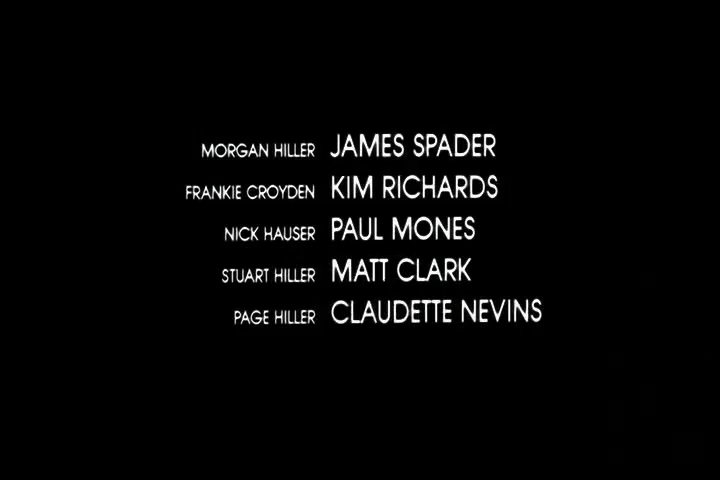 MORGAN HILLER JAMES SPADER
FRANKIE CROYDEN KIM RICHARDS
NICK HAUSER PAUL MONES
STUART HILLER MATT CLARK
PAGE HILLER CLAUDETTE NEVINS